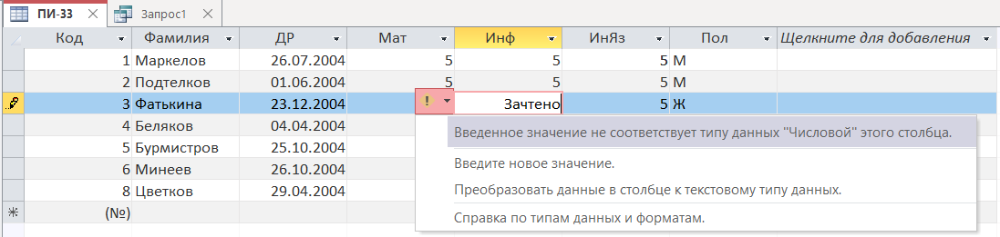 ПИ-33 Запрос1
Код Фамилия ДР Мат Инф ИнЯз Пол Щелкните для добавления
1 Маркелов 26.07.2004 5 5 5 М
2 Подтелков 01.06.2004 5 5 5 М
3 Фатькина 23.12.2004 ! Зачтено 5 Ж
4 Беляков 04.04.2004
Введенное значение не соответствует типу данных "Числовой" этого столбца.
5 Бурмистров 25.10.2004
6 Минеев 26.10.2004
Введите новое значение.
8 Цветков 29.04.2004
Преобразовать данные в столбце к текстовому типу данных.
(№)
Справка по типам данных и форматам.